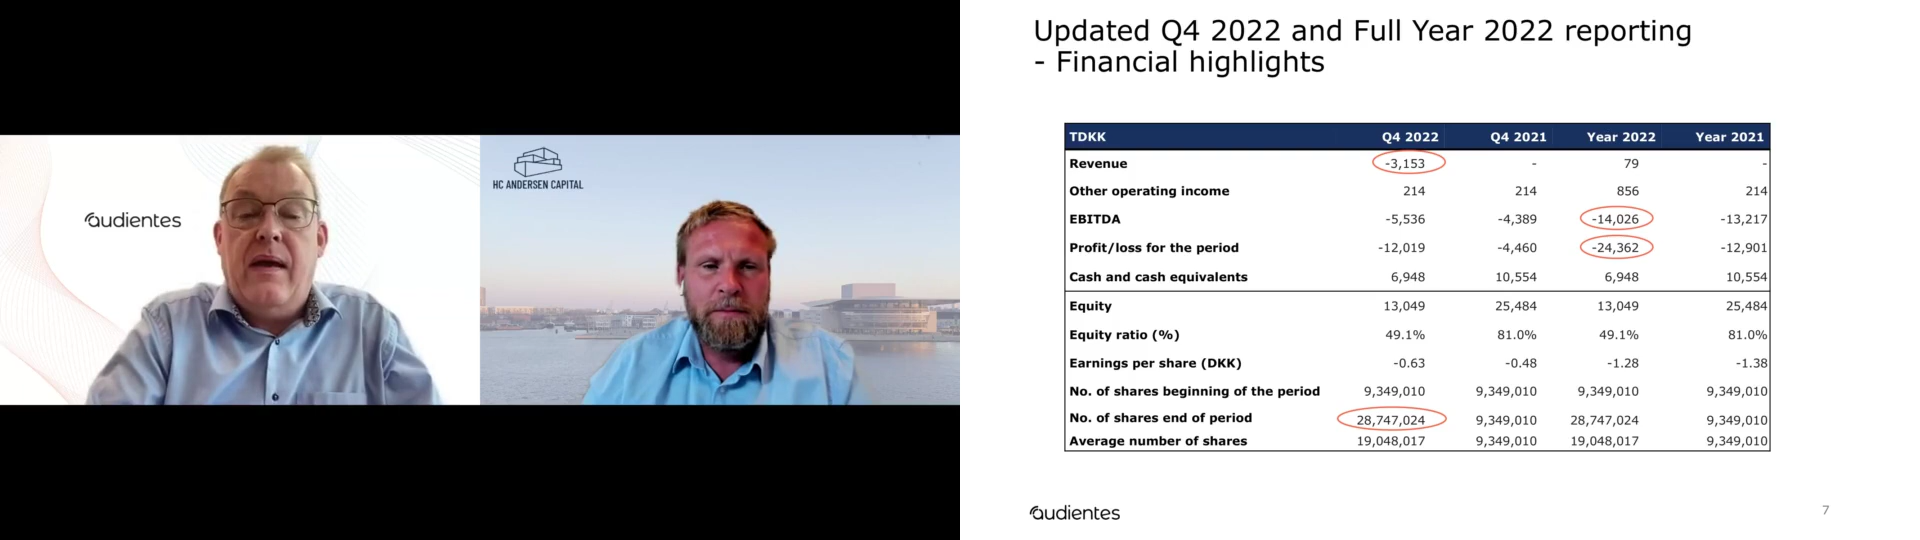 audientes
HC ANDERSEN CAPITAL
Updated Q4 2022 and Full Year 2022 reporting
- Financial highlights
TDKK Q4 2022 Q4 2021 Year 2022 Year 2021
Revenue -3,153 - 79 -
Other operating income 214 214 856 214
EBITDA -5,536 -4,389 -14,026 -13,217
Profit/loss for the period -12,019 -4,460 -24,362 -12,901
Cash and cash equivalents 6,948 10,554 6,948 10,554
Equity 13,049 25,484 13,049 25,484
Equity ratio (%) 49.1% 81.0% 49.1% 81.0%
Earnings per share (DKK) -0.63 -0.48 -1.28 -1.38
No. of shares beginning of the period 9,349,010 9,349,010 9,349,010 9,349,010
No. of shares end of period 28,747,024 9,349,010 28,747,024 9,349,010
Average number of shares 19,048,017 9,349,010 19,048,017 9,349,010
audientes
7